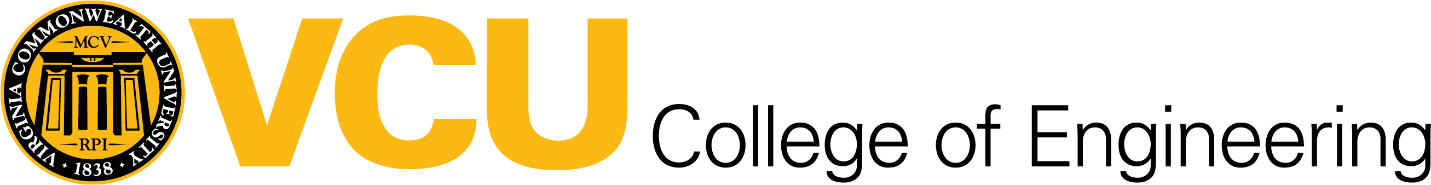 VIRGINIA COMMONWEALTH UNIVERSITY
MCV
RPI
· 1838 ·
VCU
College of Engineering